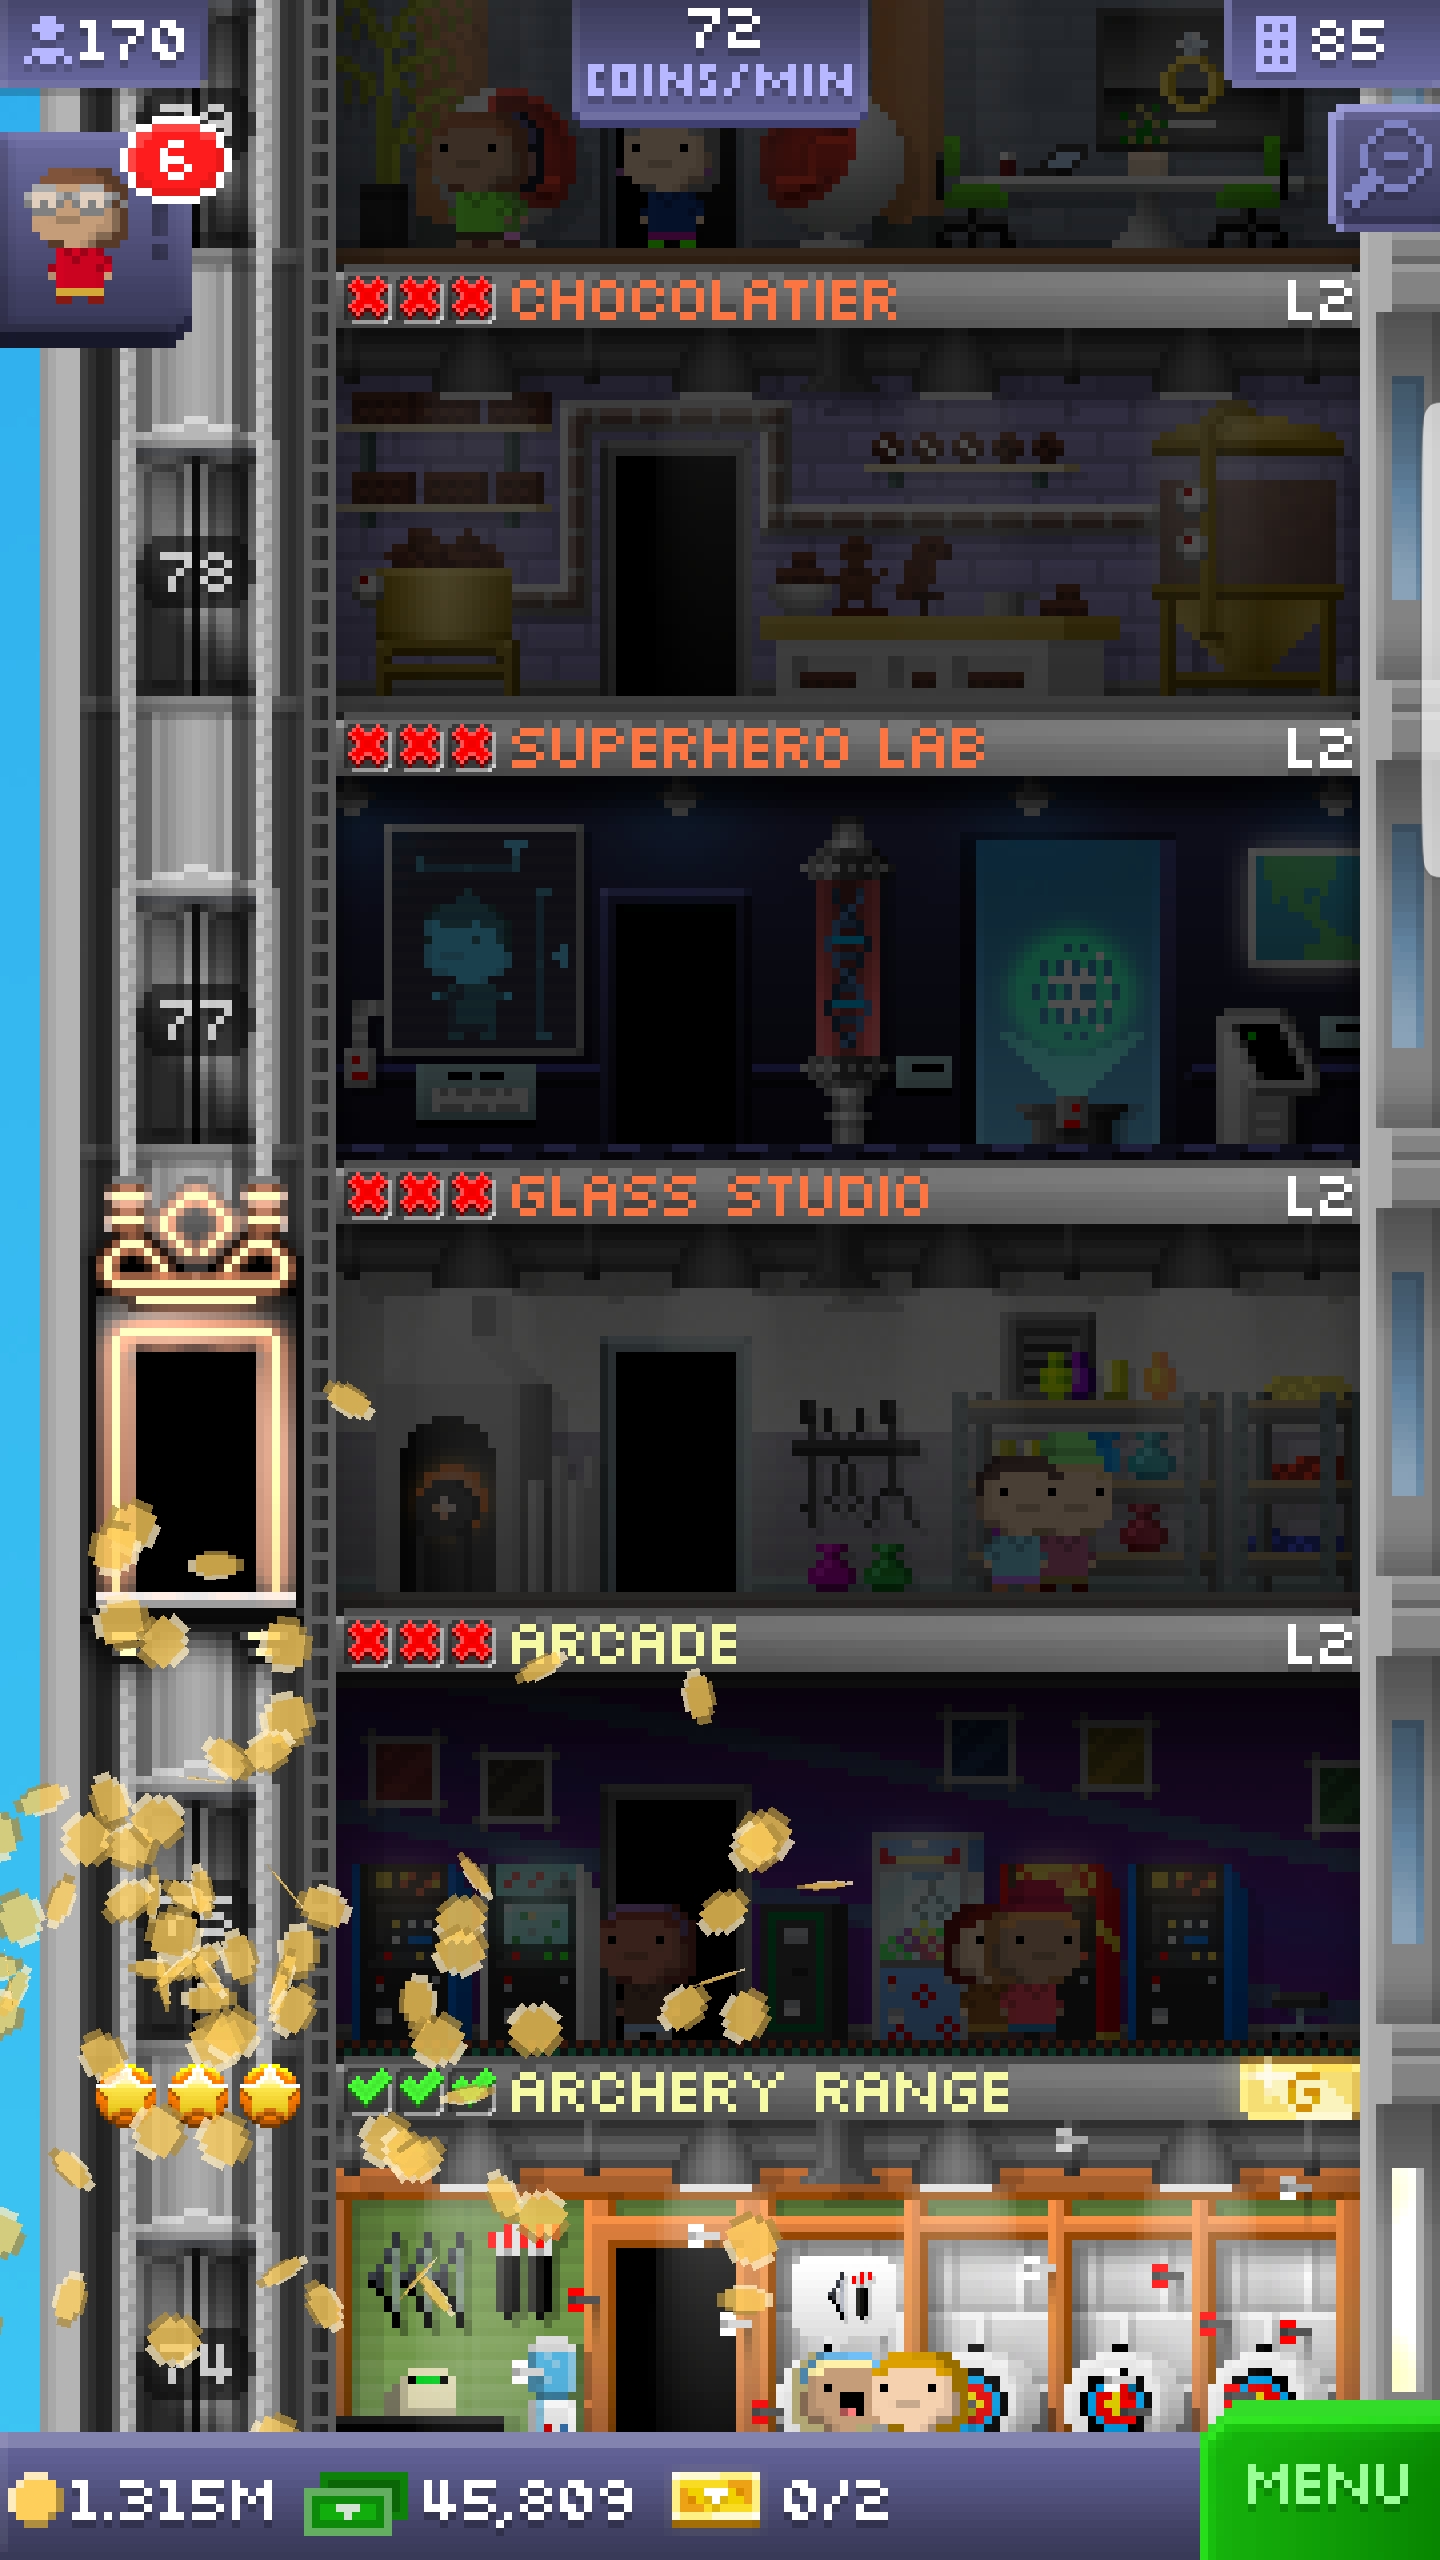 170
72
COINS/MIN
85
6
CHOCOLATIER L2
78
SUPERHERO LAB L2
77
GLASS STUDIO L2
ARCADE L2
ARCHERY RANGE G
1.315M 45,809 0/2
MENU